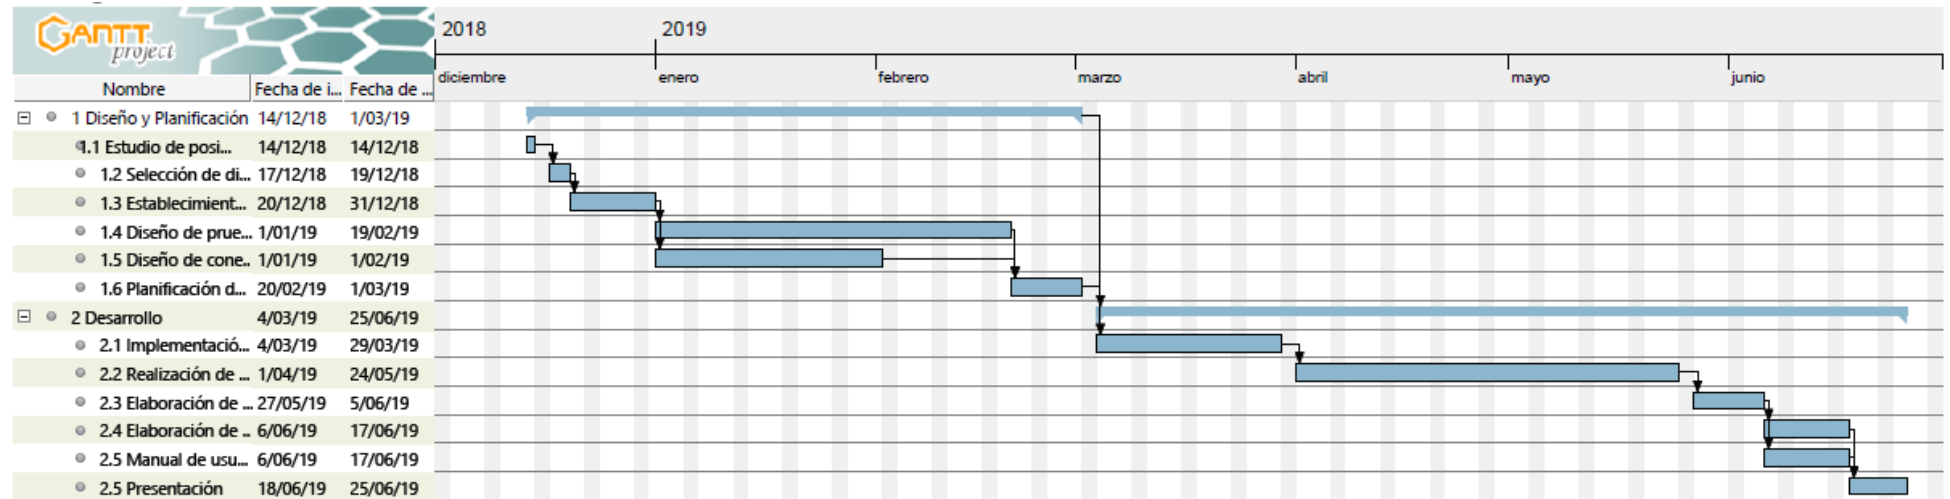 GANTT
project
2018 2019
diciembre enero febrero marzo abril mayo junio
Nombre Fecha de i... Fecha de ...
1 Diseño y Planificación 14/12/18 1/03/19
1.1 Estudio de posi... 14/12/18 14/12/18
1.2 Selección de di... 17/12/18 19/12/18
1.3 Establecimient... 20/12/18 31/12/18
1.4 Diseño de prue... 1/01/19 19/02/19
1.5 Diseño de cone... 1/01/19 1/02/19
1.6 Planificación d... 20/02/19 1/03/19
2 Desarrollo 4/03/19 25/06/19
2.1 Implementació... 4/03/19 29/03/19
2.2 Realización de ... 1/04/19 24/05/19
2.3 Elaboración de ... 27/05/19 5/06/19
2.4 Elaboración de ... 6/06/19 17/06/19
2.5 Manual de usu... 6/06/19 17/06/19
2.5 Presentación 18/06/19 25/06/19